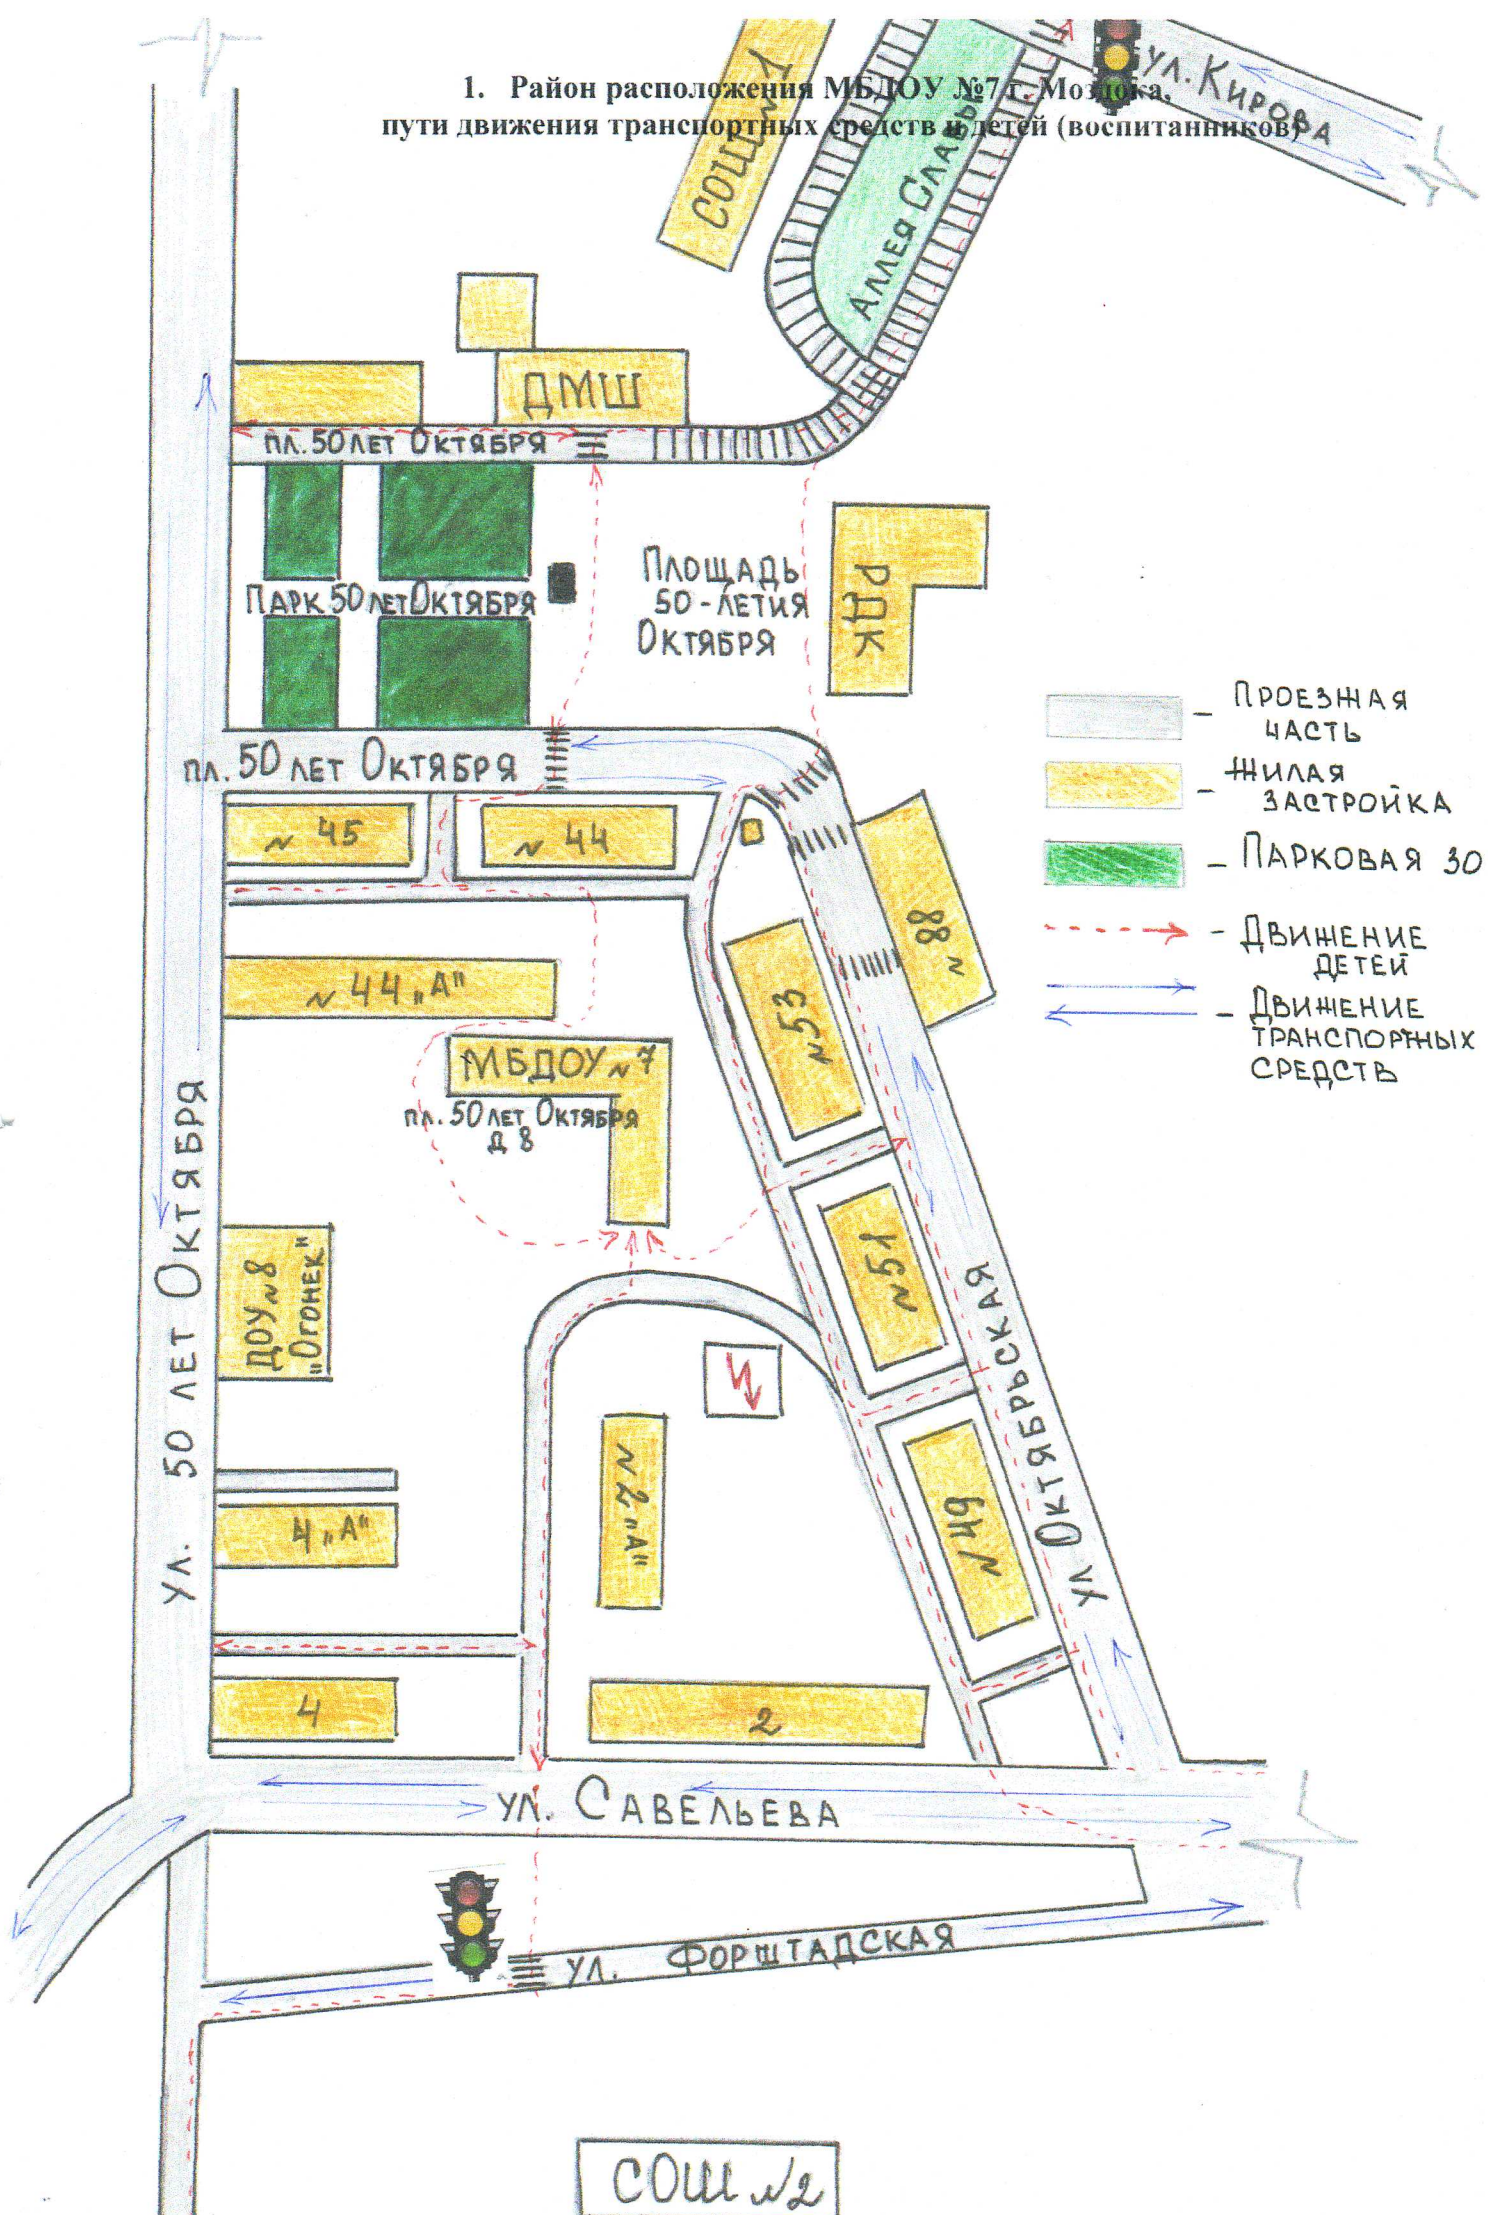 1. Район расположения МБДОУ №7 г. Моздока,
пути движения транспортных средств и детей (воспитанников)
ул. Кирова
СОШ №1
Аллея Славы
ДМШ
пл. 50 лет Октября
Парк 50 лет Октября
Площадь
50-летия
Октября
РДК
Проезжая
часть
Жилая
застройка
Парковая зо
Движение
детей
Движение
транспортных
средств
пл. 50 лет Октября
№ 45
№ 44
№ 88
№ 44 „А"
№ 53
МБДОУ №7
пл. 50 лет Октября
д 8
№ 51
ДОУ №8
„Огонек"
ул. 50 лет Октября
ул. Октябрьская
№ 2 „А"
№ 49
4 „А"
4
2
ул. Савельева
ул. Форштадская
СОШ №2